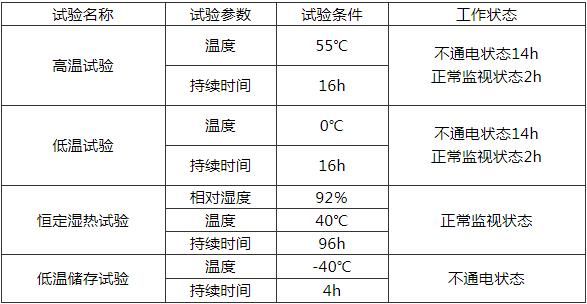 试验名称 试验参数 试验条件 工作状态
高温试验 温度 55℃ 不通电状态14h
正常监视状态2h
持续时间 16h
低温试验 温度 0℃ 不通电状态14h
正常监视状态2h
持续时间 16h
恒定湿热试验 相对湿度 92% 正常监视状态
温度 40℃
持续时间 96h
低温储存试验 温度 -40℃ 不通电状态
持续时间 4h